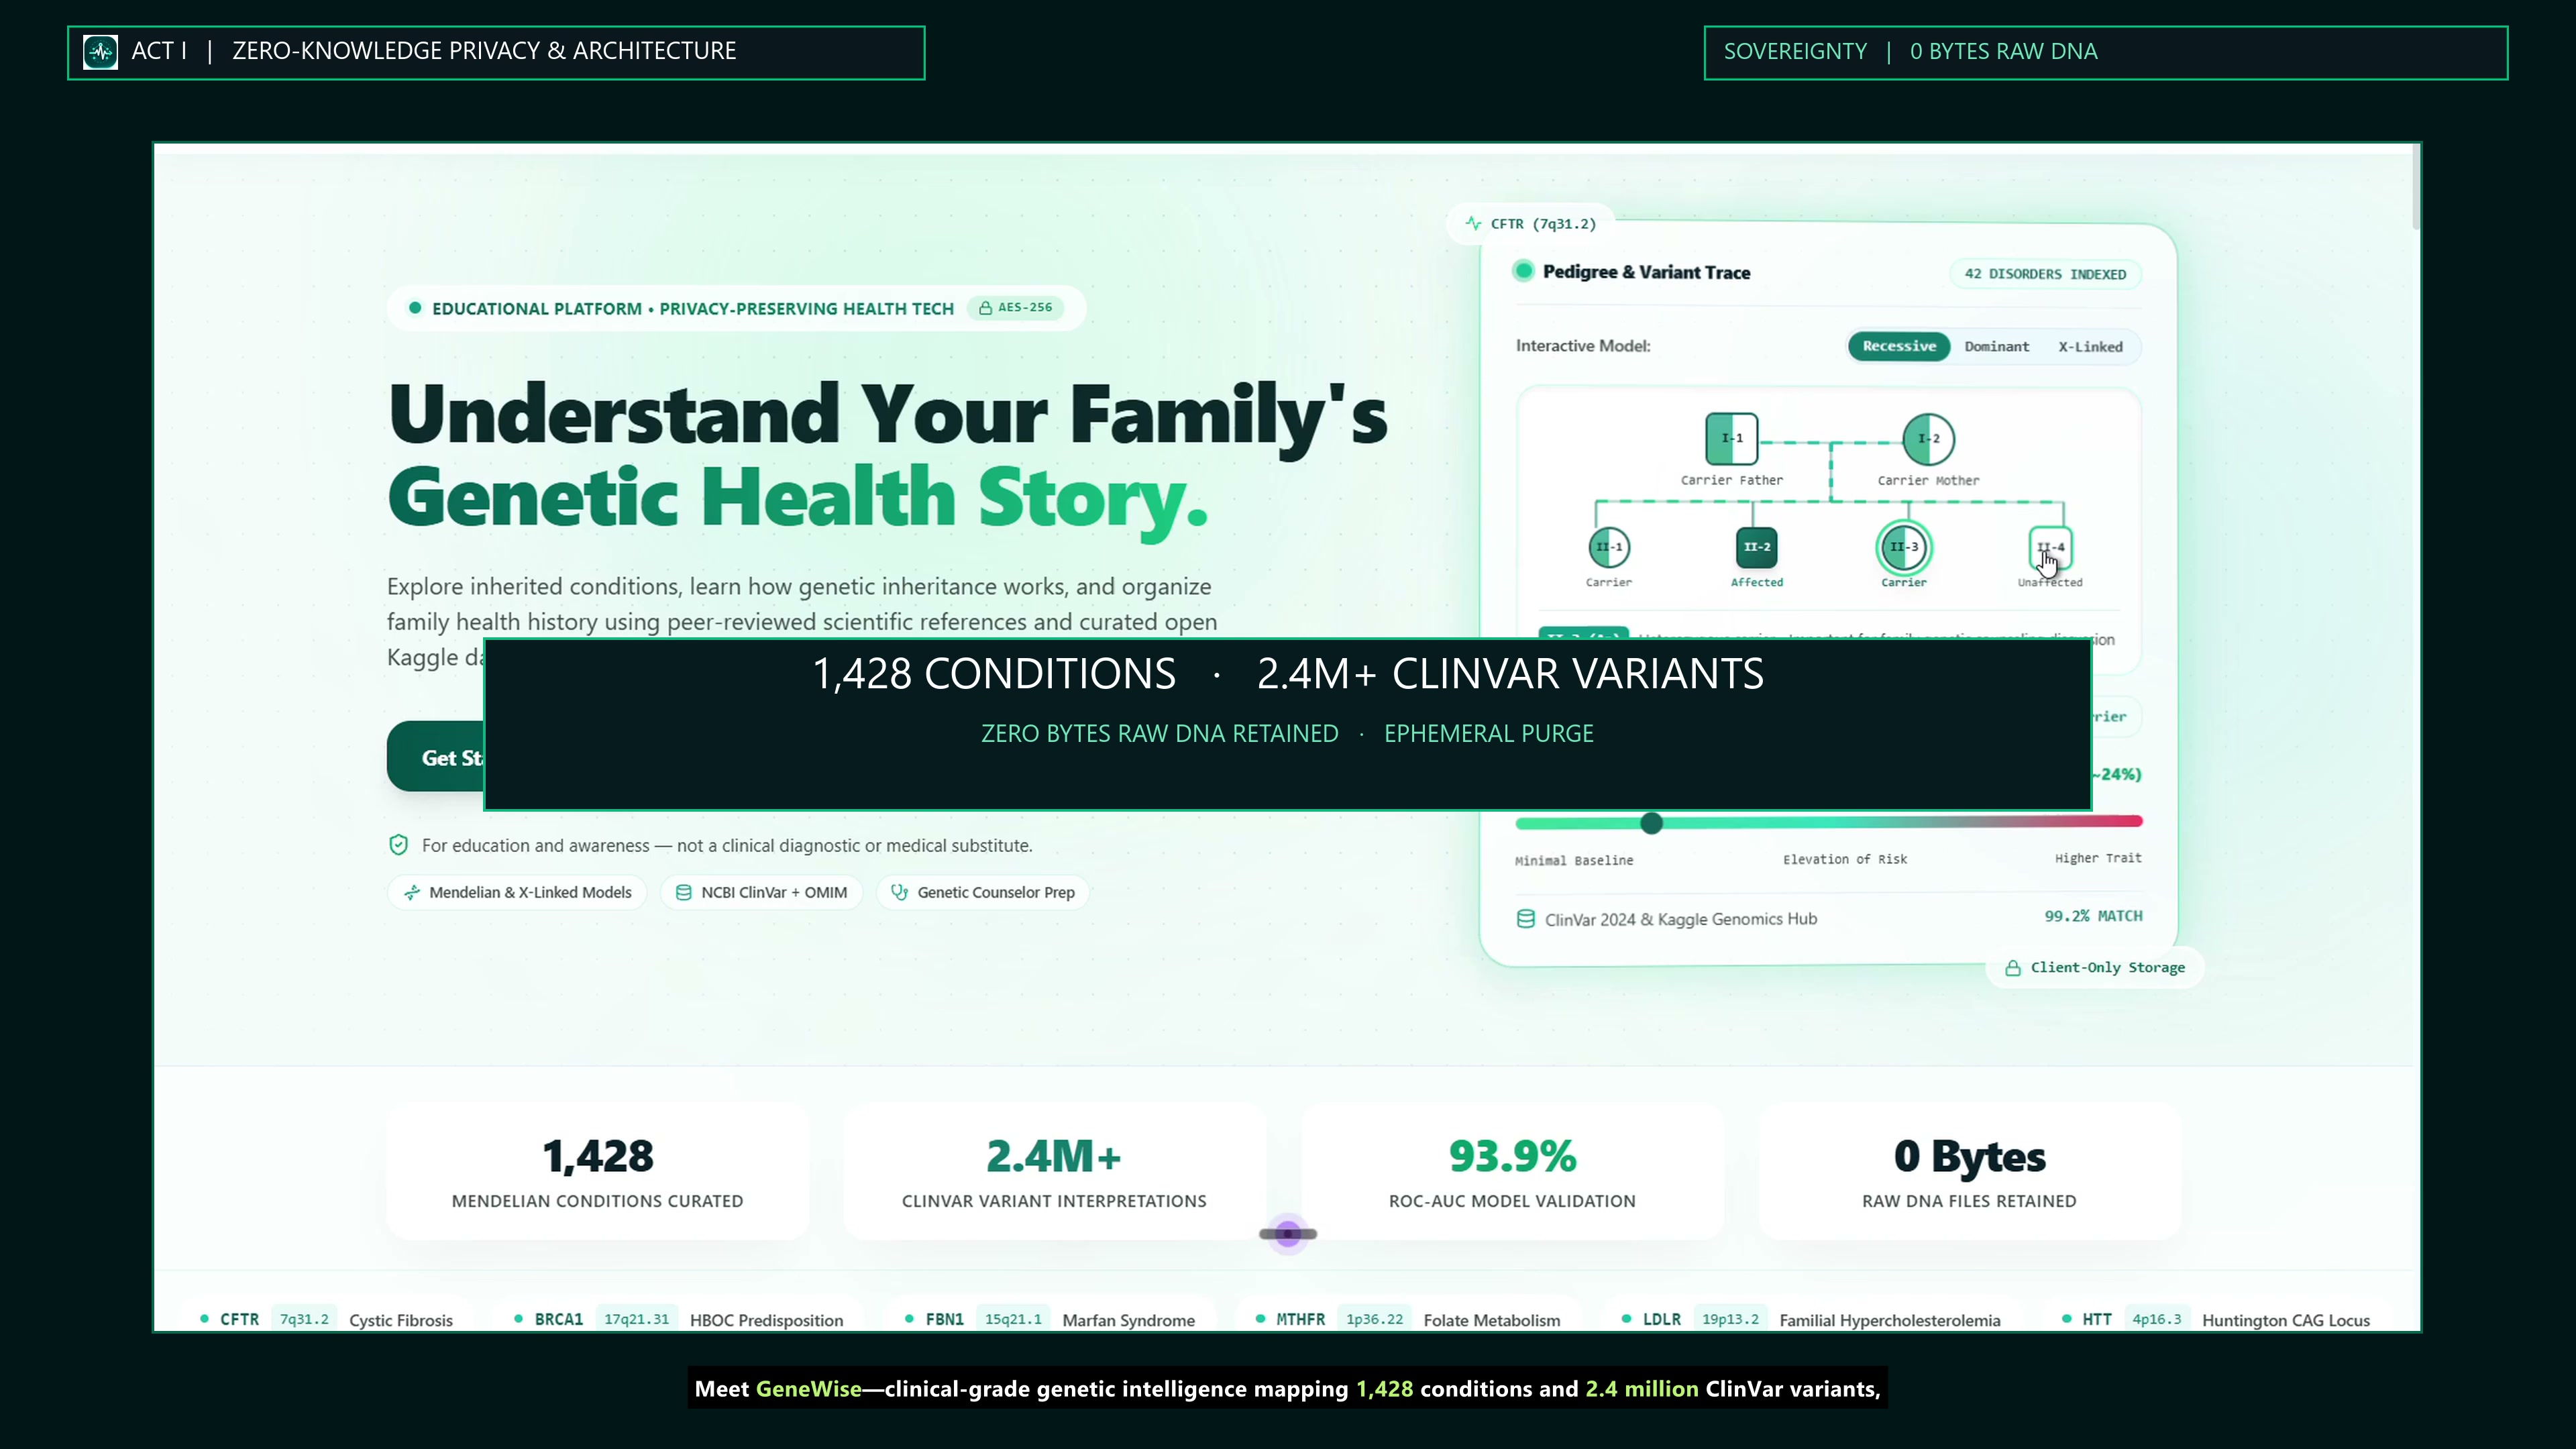 ACT I | ZERO-KNOWLEDGE PRIVACY & ARCHITECTURE
SOVEREIGNTY | 0 BYTES RAW DNA
EDUCATIONAL PLATFORM • PRIVACY-PRESERVING HEALTH TECH
AES-256
Understand Your Family's
Genetic Health Story.
Explore inherited conditions, learn how genetic inheritance works, and organize
family health history using peer-reviewed scientific references and curated open
Kaggle
Get
CFTR (7q31.2)
Pedigree & Variant Trace
42 DISORDERS INDEXED
Interactive Model:
Recessive
Dominant
X-Linked
I-1
I-2
Carrier Father
Carrier Mother
II-1
II-2
II-3
II-4
Carrier
Affected
Carrier
Unaffected
1,428 CONDITIONS · 2.4M+ CLINVAR VARIANTS
ZERO BYTES RAW DNA RETAINED · EPHEMERAL PURGE
~24%)
Minimal Baseline
Elevation of Risk
Higher Trait
ClinVar 2024 & Kaggle Genomics Hub
99.2% MATCH
Client-Only Storage
For education and awareness — not a clinical diagnostic or medical substitute.
Mendelian & X-Linked Models
NCBI ClinVar + OMIM
Genetic Counselor Prep
1,428
MENDELIAN CONDITIONS CURATED
2.4M+
CLINVAR VARIANT INTERPRETATIONS
93.9%
ROC-AUC MODEL VALIDATION
0 Bytes
RAW DNA FILES RETAINED
CFTR 7q31.2 Cystic Fibrosis
BRCA1 17q21.31 HBOC Predisposition
FBN1 15q21.1 Marfan Syndrome
MTHFR 1p36.22 Folate Metabolism
LDLR 19p13.2 Familial Hypercholesterolemia
HTT 4p16.3 Huntington CAG Locus
Meet GeneWise—clinical-grade genetic intelligence mapping 1,428 conditions and 2.4 million ClinVar variants,